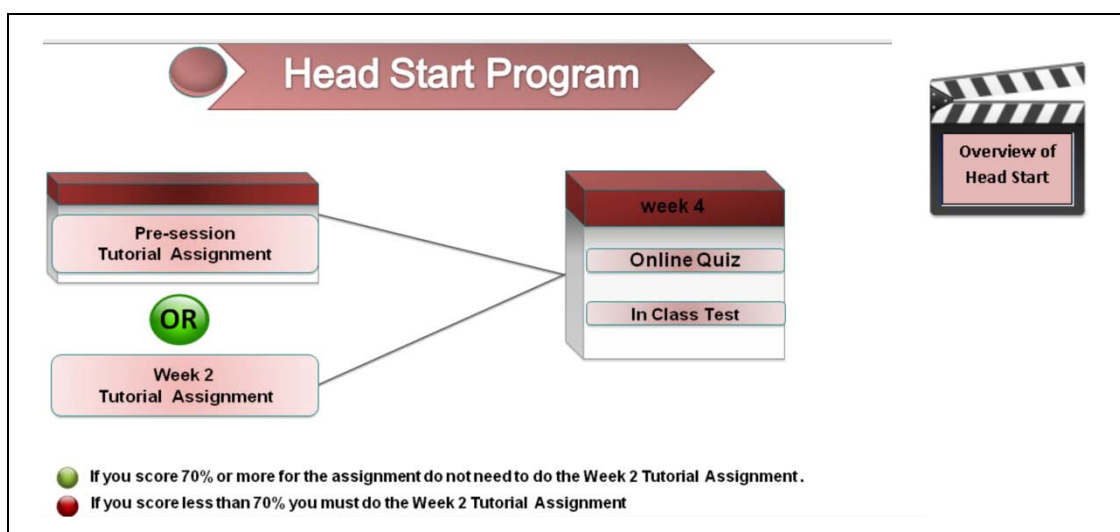 Head Start Program
Overview of
Head Start
Pre-session
Tutorial Assignment
OR
Week 2
Tutorial Assignment
week 4
Online Quiz
In Class Test
If you score 70% or more for the assignment do not need to do the Week 2 Tutorial Assignment.
If you score less than 70% you must do the Week 2 Tutorial Assignment